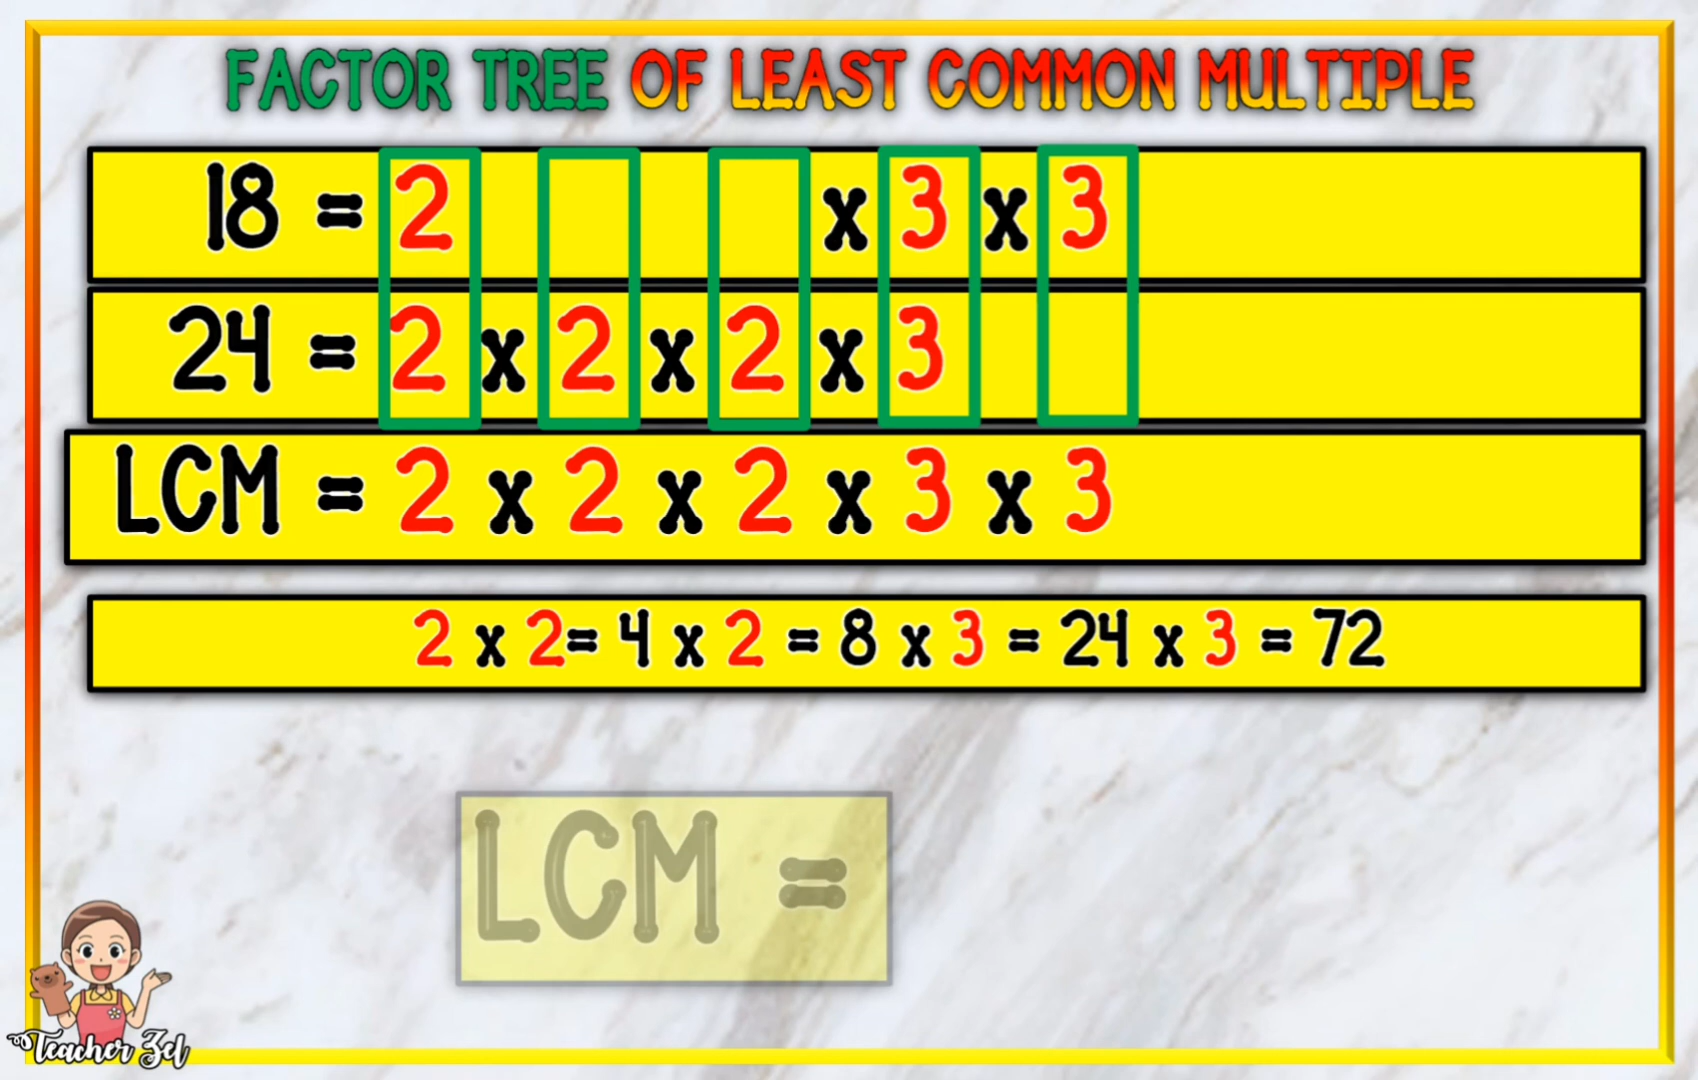 FACTOR TREE OF LEAST COMMON MULTIPLE
18 = 2 x 3 x 3
24 = 2 x 2 x 2 x 3
LCM = 2 x 2 x 2 x 3 x 3
2 x 2= 4 x 2 = 8 x 3 = 24 x 3 = 72
LCM =
Teacher Zel